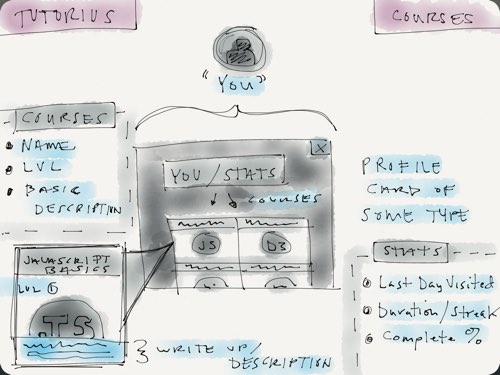 TUTORIUS
COURSES
"YOU"
COURSES
NAME
LVL
BASIC
DESCRIPTION
X
YOU/STATS
COURSES
JS
D3
PROFILE
CARD OF
SOME TYPE
STATS
Last Day Visited
Duration/Streak
Complete %
JAVASCRIPT
BASICS
LVL ①
JS
WRITE UP/
DESCRIPTION